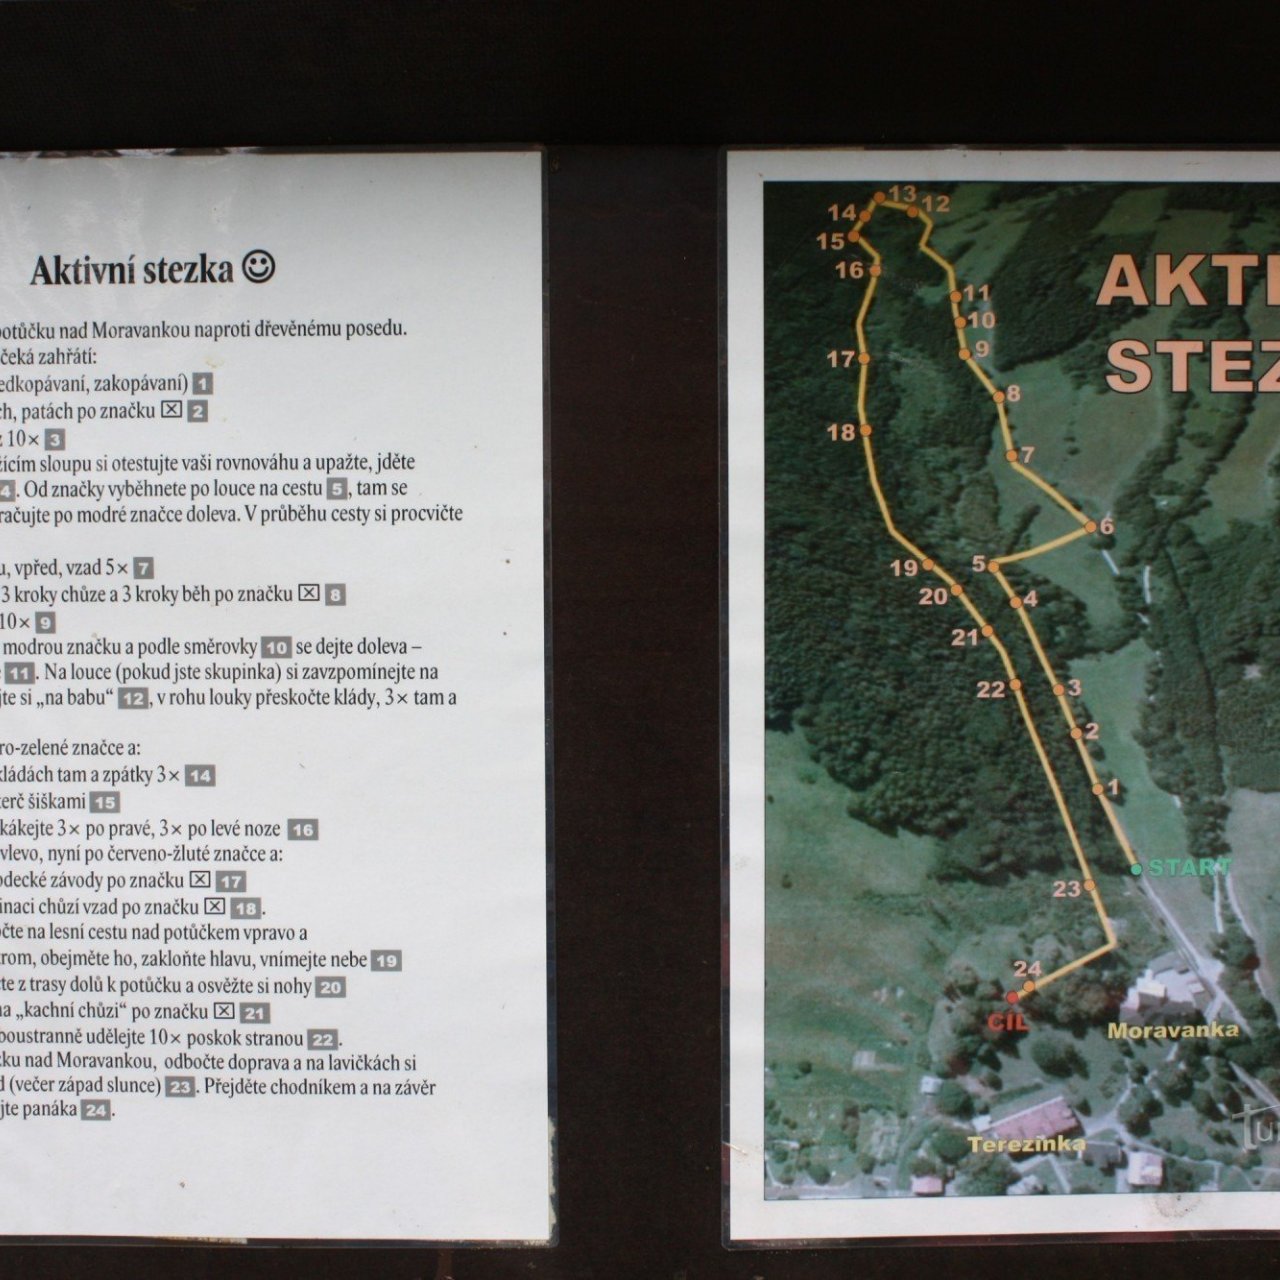 Aktivní stezka ☺
potůčku nad Moravankou naproti dřevěnému posedu.
čeká zahřátí:
edkopávaní, zakopávaní) 1
ch, patách po značku ☒ 2
z 10× 3
žícím sloupu si otestujte vaši rovnováhu a upažte, jděte
4. Od značky vyběhnete po louce na cestu 5, tam se
račujte po modré značce doleva. V průběhu cesty si procvičte
u, vpřed, vzad 5× 7
3 kroky chůze a 3 kroky běh po značku ☒ 8
10× 9
modrou značku a podle směrovky 10 se dejte doleva –
11. Na louce (pokud jste skupinka) si zavzpomínejte na
jte si „na babu“ 12, v rohu louky přeskočte klády, 3× tam a
ro-zelené značce a:
kládách tam a zpátky 3× 14
terč šiškami 15
kákejte 3× po pravé, 3× po levé noze 16
vlevo, nyní po červeno-žluté značce a:
odecké závody po značku ☒ 17
inaci chůzí vzad po značku ☒ 18.
čte na lesní cestu nad potůčkem vpravo a
trom, obejměte ho, zakloňte hlavu, vnímejte nebe 19
te z trasy dolů k potůčku a osvěžte si nohy 20
na „kachní chůzi“ po značku ☒ 21
boustranně udělejte 10× poskok stranou 22.
ku nad Moravankou, odbočte doprava a na lavičkách si
d (večer západ slunce) 23. Přejděte chodníkem a na závěr
jte panáka 24.
AKTI
STEZ
13
12
14
15
16
11
10
9
17
8
18
7
6
5
19
20
4
21
22
3
2
1
START
23
24
CÍL
Moravanka
Terezínka
Tu